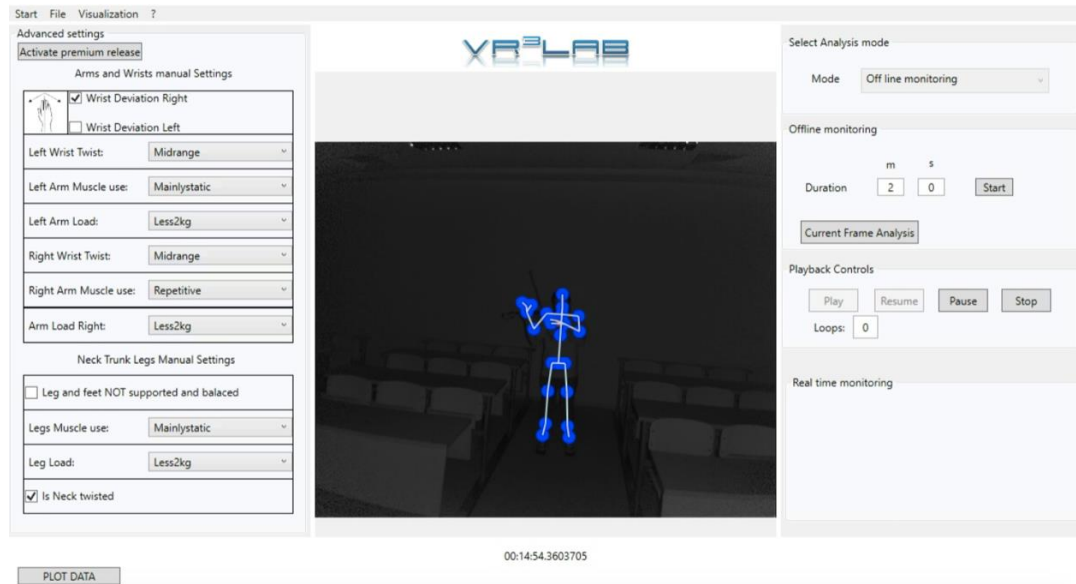 Start File Visualization ?
Advanced settings
Activate premium release
Arms and Wrists manual Settings
Wrist Deviation Right
Wrist Deviation Left
Left Wrist Twist: Midrange
Left Arm Muscle use: Mainlystatic
Left Arm Load: Less2kg
Right Wrist Twist: Midrange
Right Arm Muscle use: Repetitive
Arm Load Right: Less2kg
Neck Trunk Legs Manual Settings
Leg and feet NOT supported and balaced
Legs Muscle use: Mainlystatic
Leg Load: Less2kg
Is Neck twisted
PLOT DATA
VR³LAB
00:14:54.3603705
Select Analysis mode
Mode Off line monitoring
Offline monitoring
m s
Duration 2 0 Start
Current Frame Analysis
Playback Controls
Play Resume Pause Stop
Loops: 0
Real time monitoring